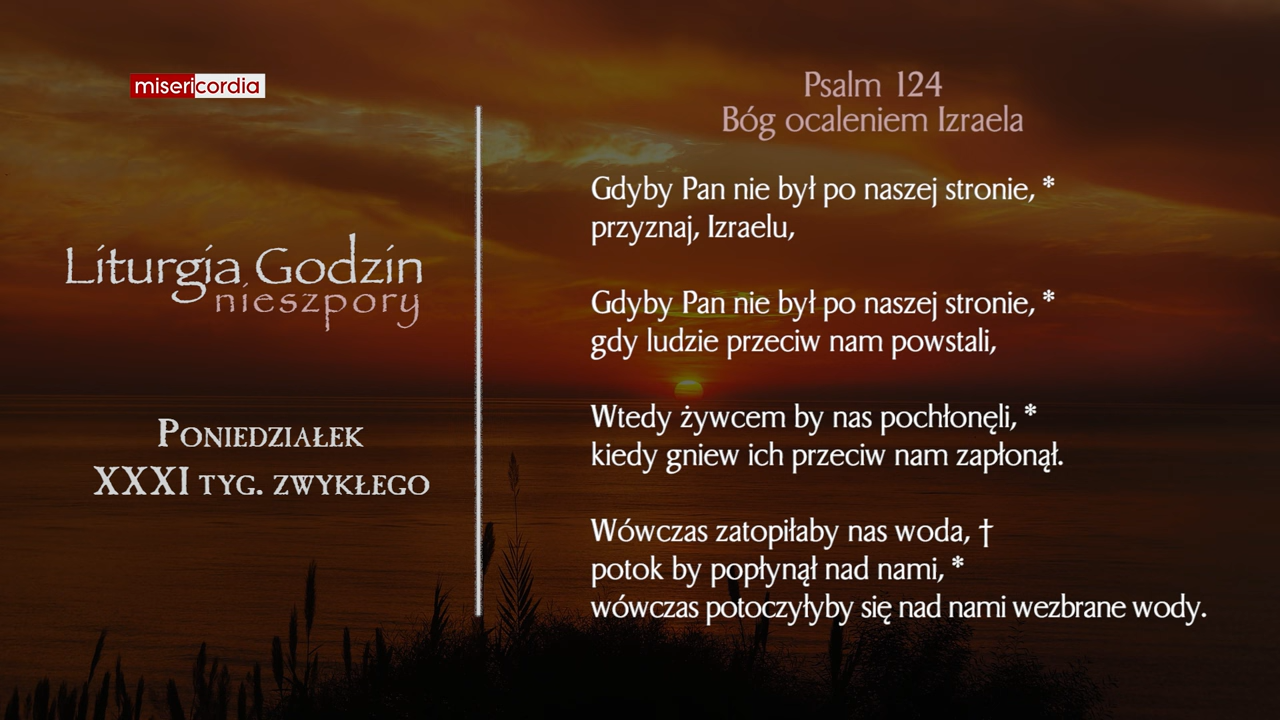 misericordia
Liturgia Godzin
nieszpory
Poniedziałek
XXXI tyg. zwykłego
Psalm 124
Bóg ocaleniem Izraela
Gdyby Pan nie był po naszej stronie, *
przyznaj, Izraelu,
Gdyby Pan nie był po naszej stronie, *
gdy ludzie przeciw nam powstali,
Wtedy żywcem by nas pochłonęli, *
kiedy gniew ich przeciw nam zapłonął.
Wówczas zatopiłaby nas woda, †
potok by popłynął nad nami, *
wówczas potoczyłyby się nad nami wezbrane wody.